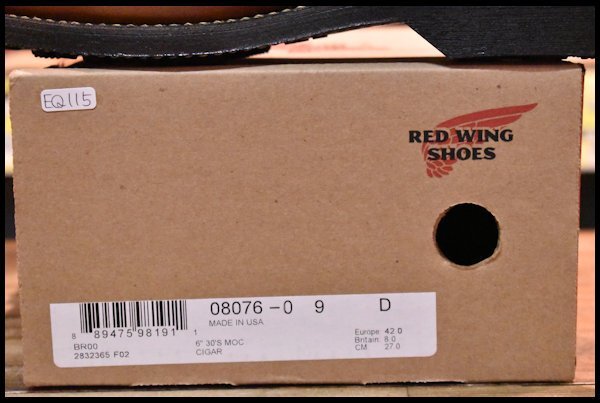 EQ115
RED WING
SHOES
08076-0 9 D
MADE IN USA
8 89475 98191 1
BR00
2832365 F02
6" 30'S MOC
CIGAR
Europe: 42.0
Britain: 8.0
CM 27.0